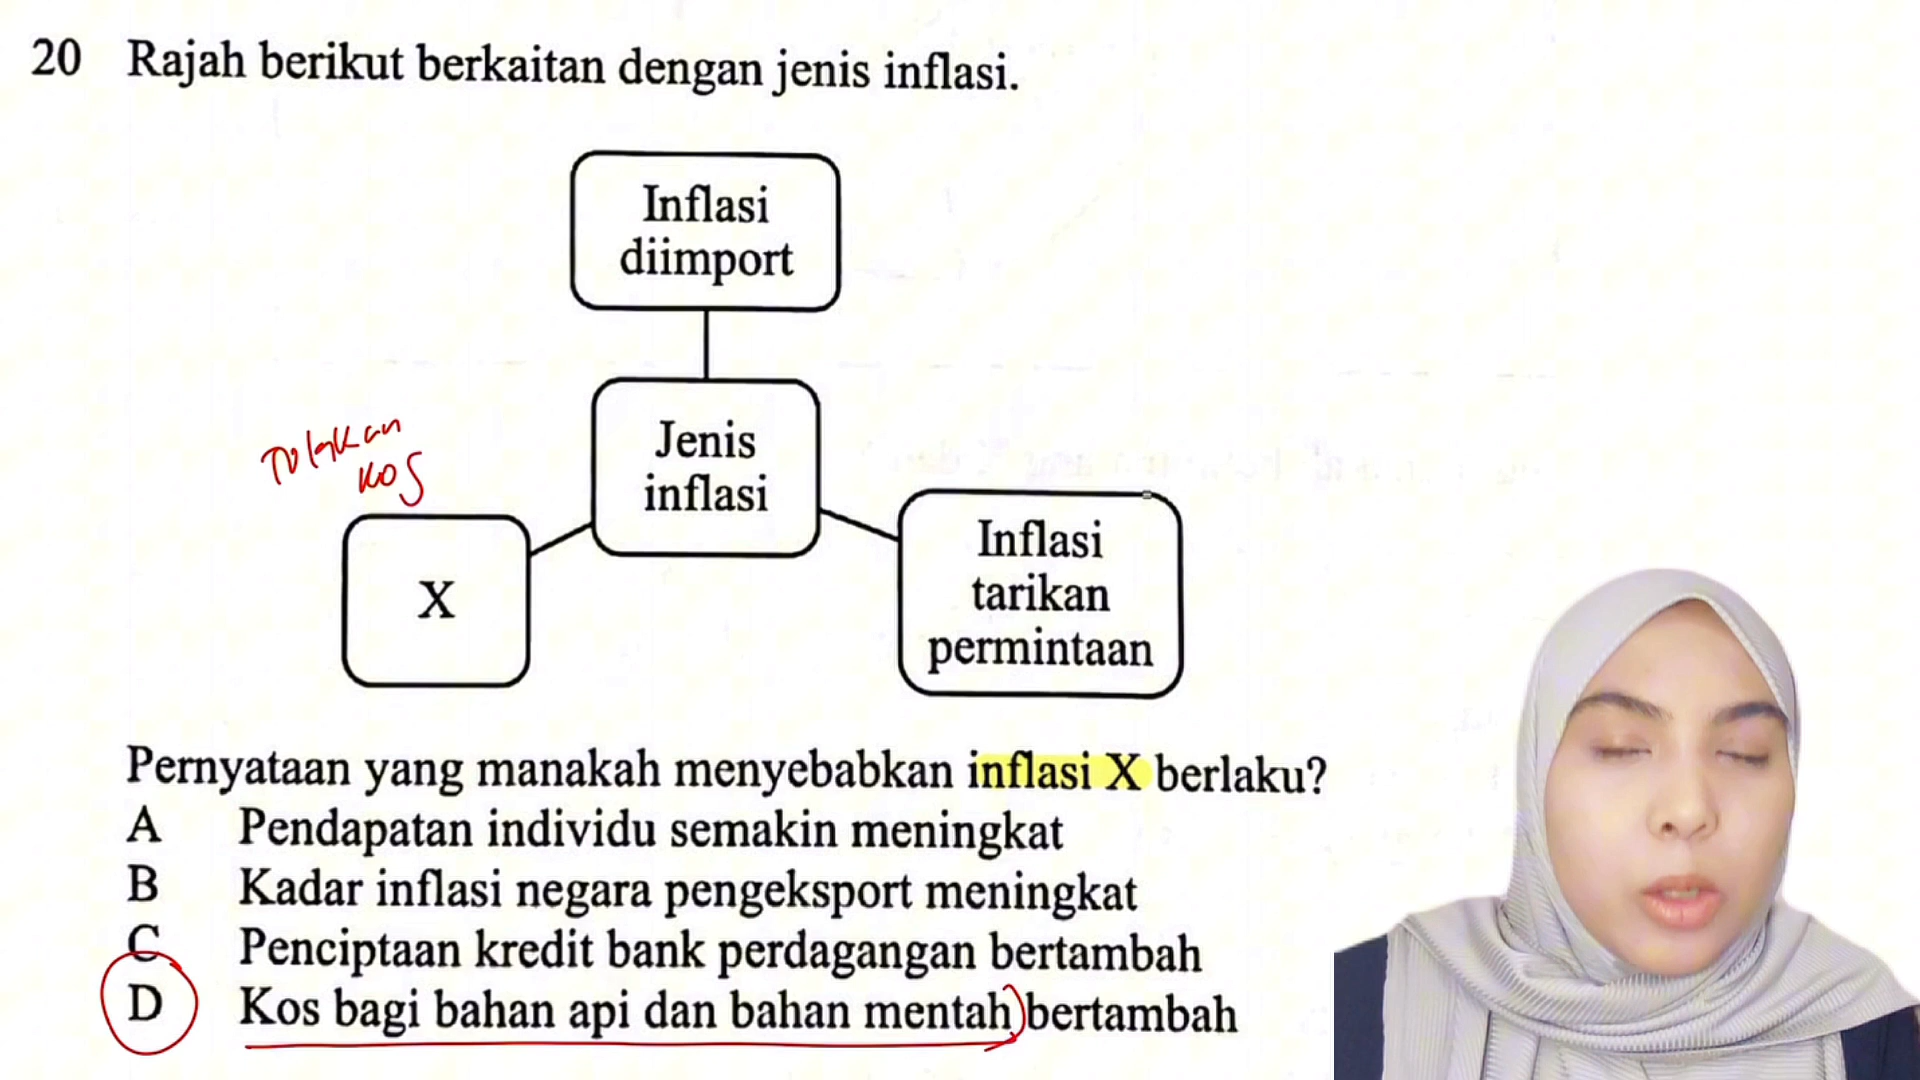 20 Rajah berikut berkaitan dengan jenis inflasi.
Inflasi
diimport
Jenis
inflasi
Tolakan
kos
X
Inflasi
tarikan
permintaan
Pernyataan yang manakah menyebabkan inflasi X berlaku?
A Pendapatan individu semakin meningkat
B Kadar inflasi negara pengeksport meningkat
C Penciptaan kredit bank perdagangan bertambah
D Kos bagi bahan api dan bahan mentah bertambah